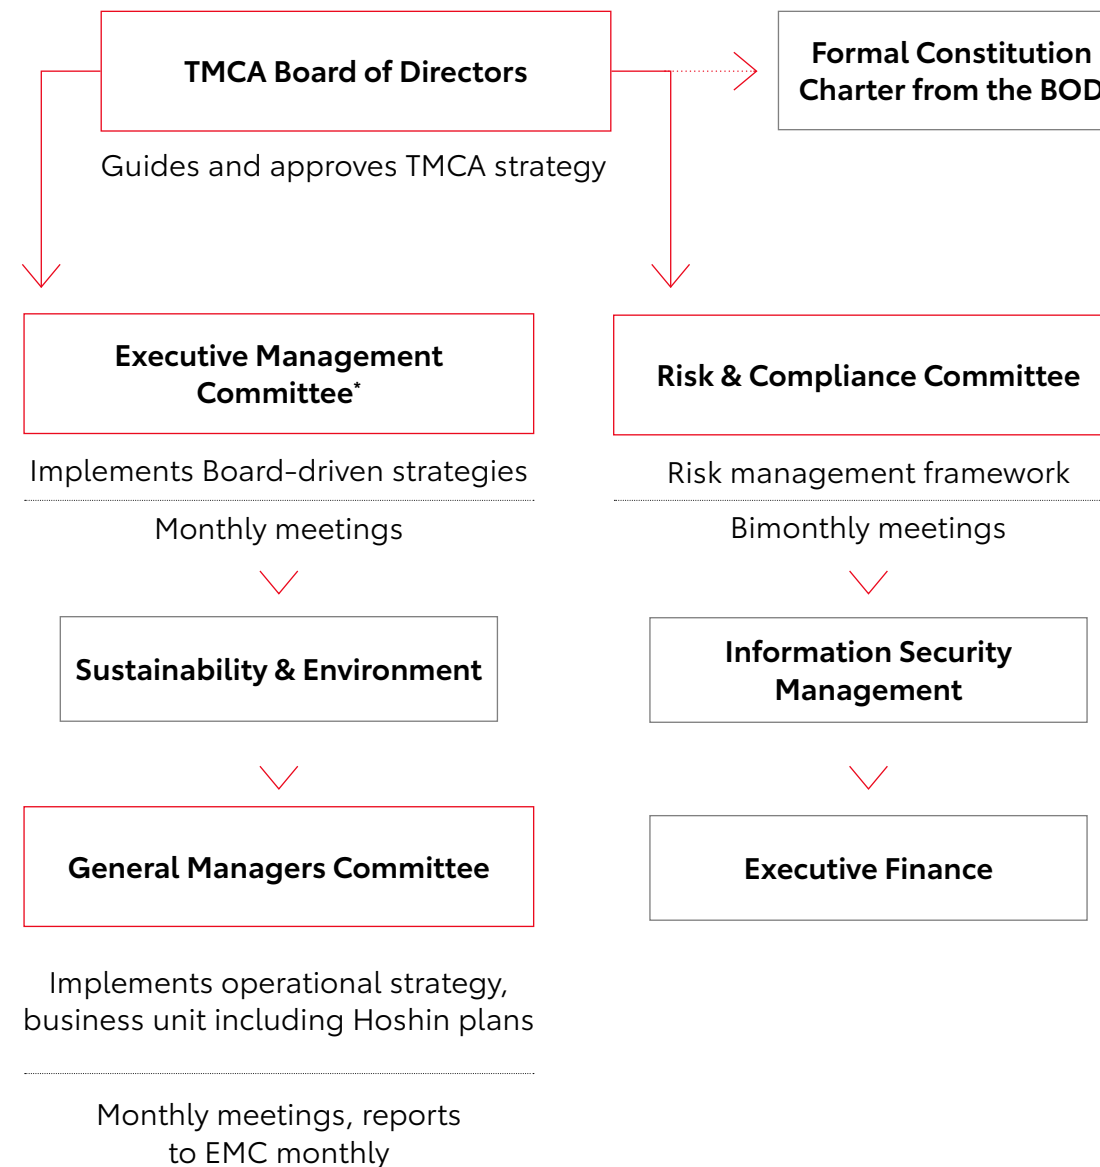 TMCA Board of Directors
Formal Constitution
Charter from the BOD
Guides and approves TMCA strategy
Executive Management
Committee*
Implements Board-driven strategies
Monthly meetings
Sustainability & Environment
General Managers Committee
Implements operational strategy,
business unit including Hoshin plans
Monthly meetings, reports
to EMC monthly
Risk & Compliance Committee
Risk management framework
Bimonthly meetings
Information Security
Management
Executive Finance